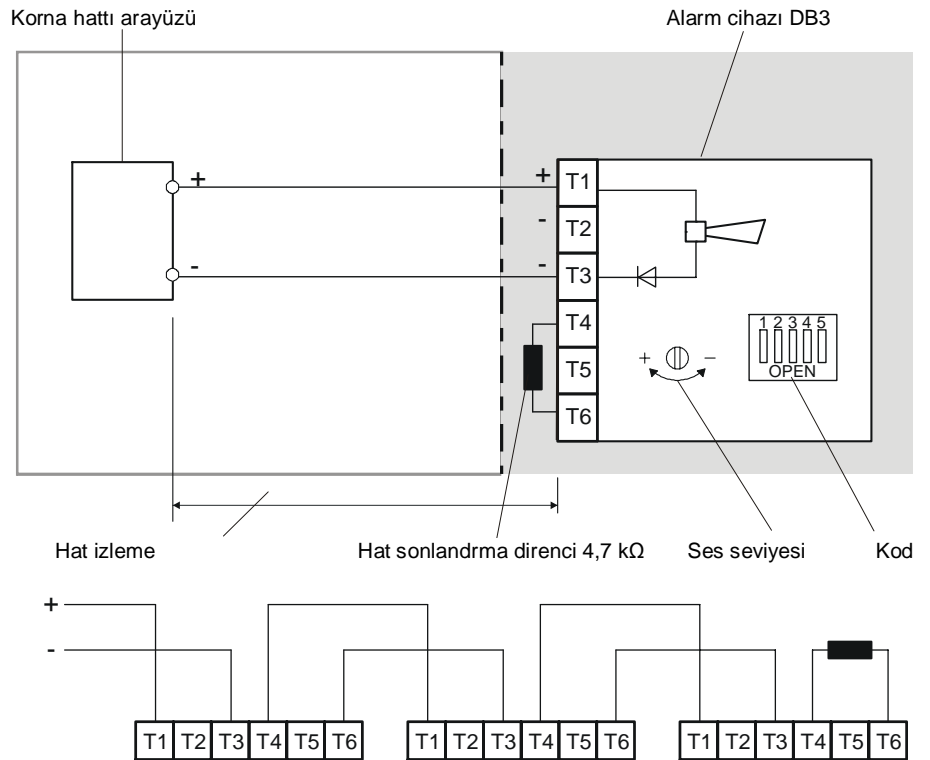 Korna hattı arayüzü
Alarm cihazı DB3
+
+
T1
-
T2
-
-
T3
T4
T5
T6
1 2 3 4 5
OPEN
+ -
Hat izleme
Hat sonlandrma direnci 4,7 kΩ
Ses seviyesi
Kod
+
-
T1 T2 T3 T4 T5 T6
T1 T2 T3 T4 T5 T6
T1 T2 T3 T4 T5 T6